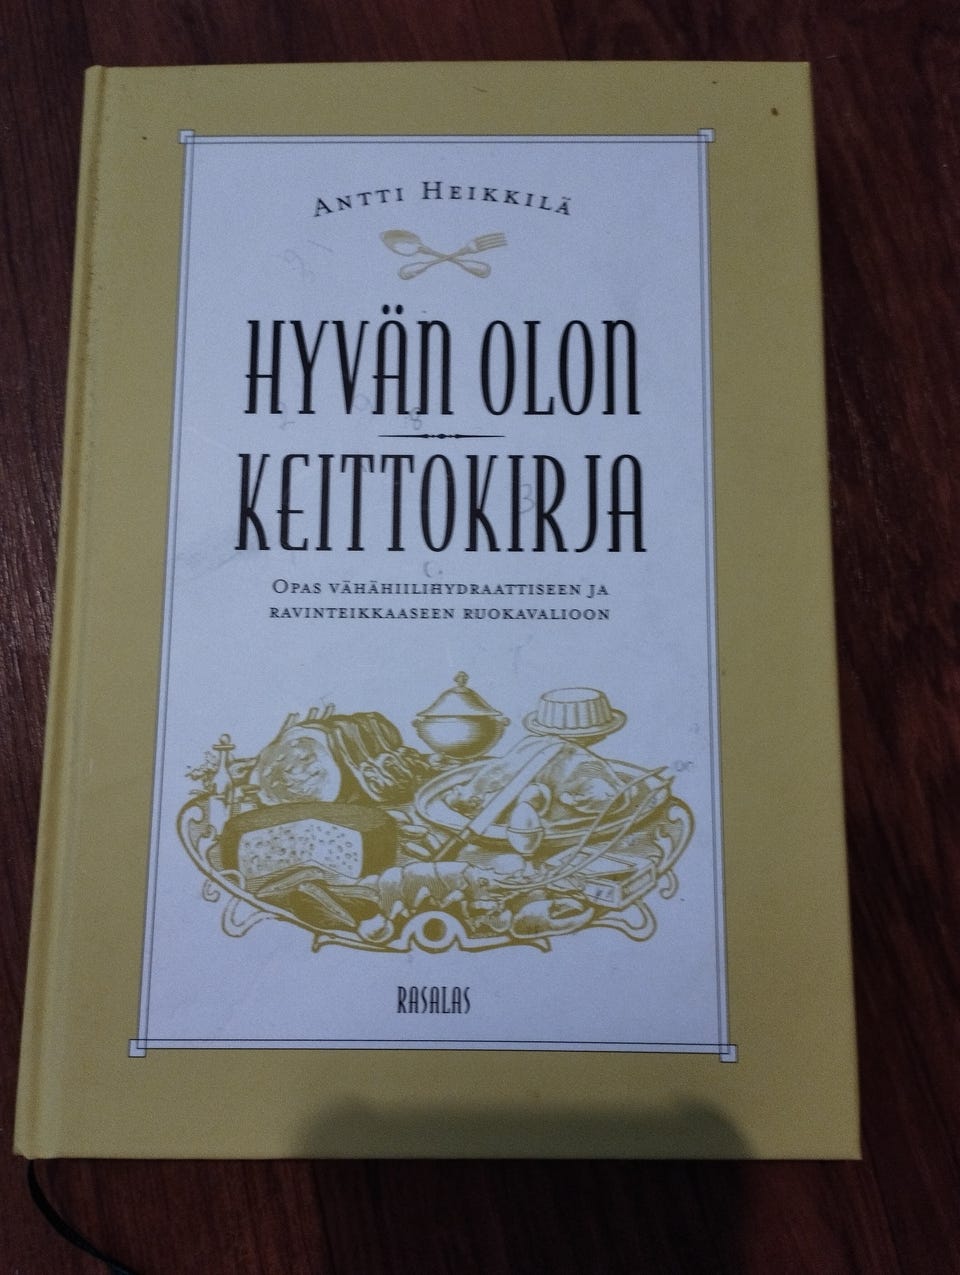 Antti Heikkilä
HYVÄN OLON
KEITTOKIRJA
Opas vähähiilihydraattiseen ja
ravinteikkaaseen ruokavalioon
RASALAS